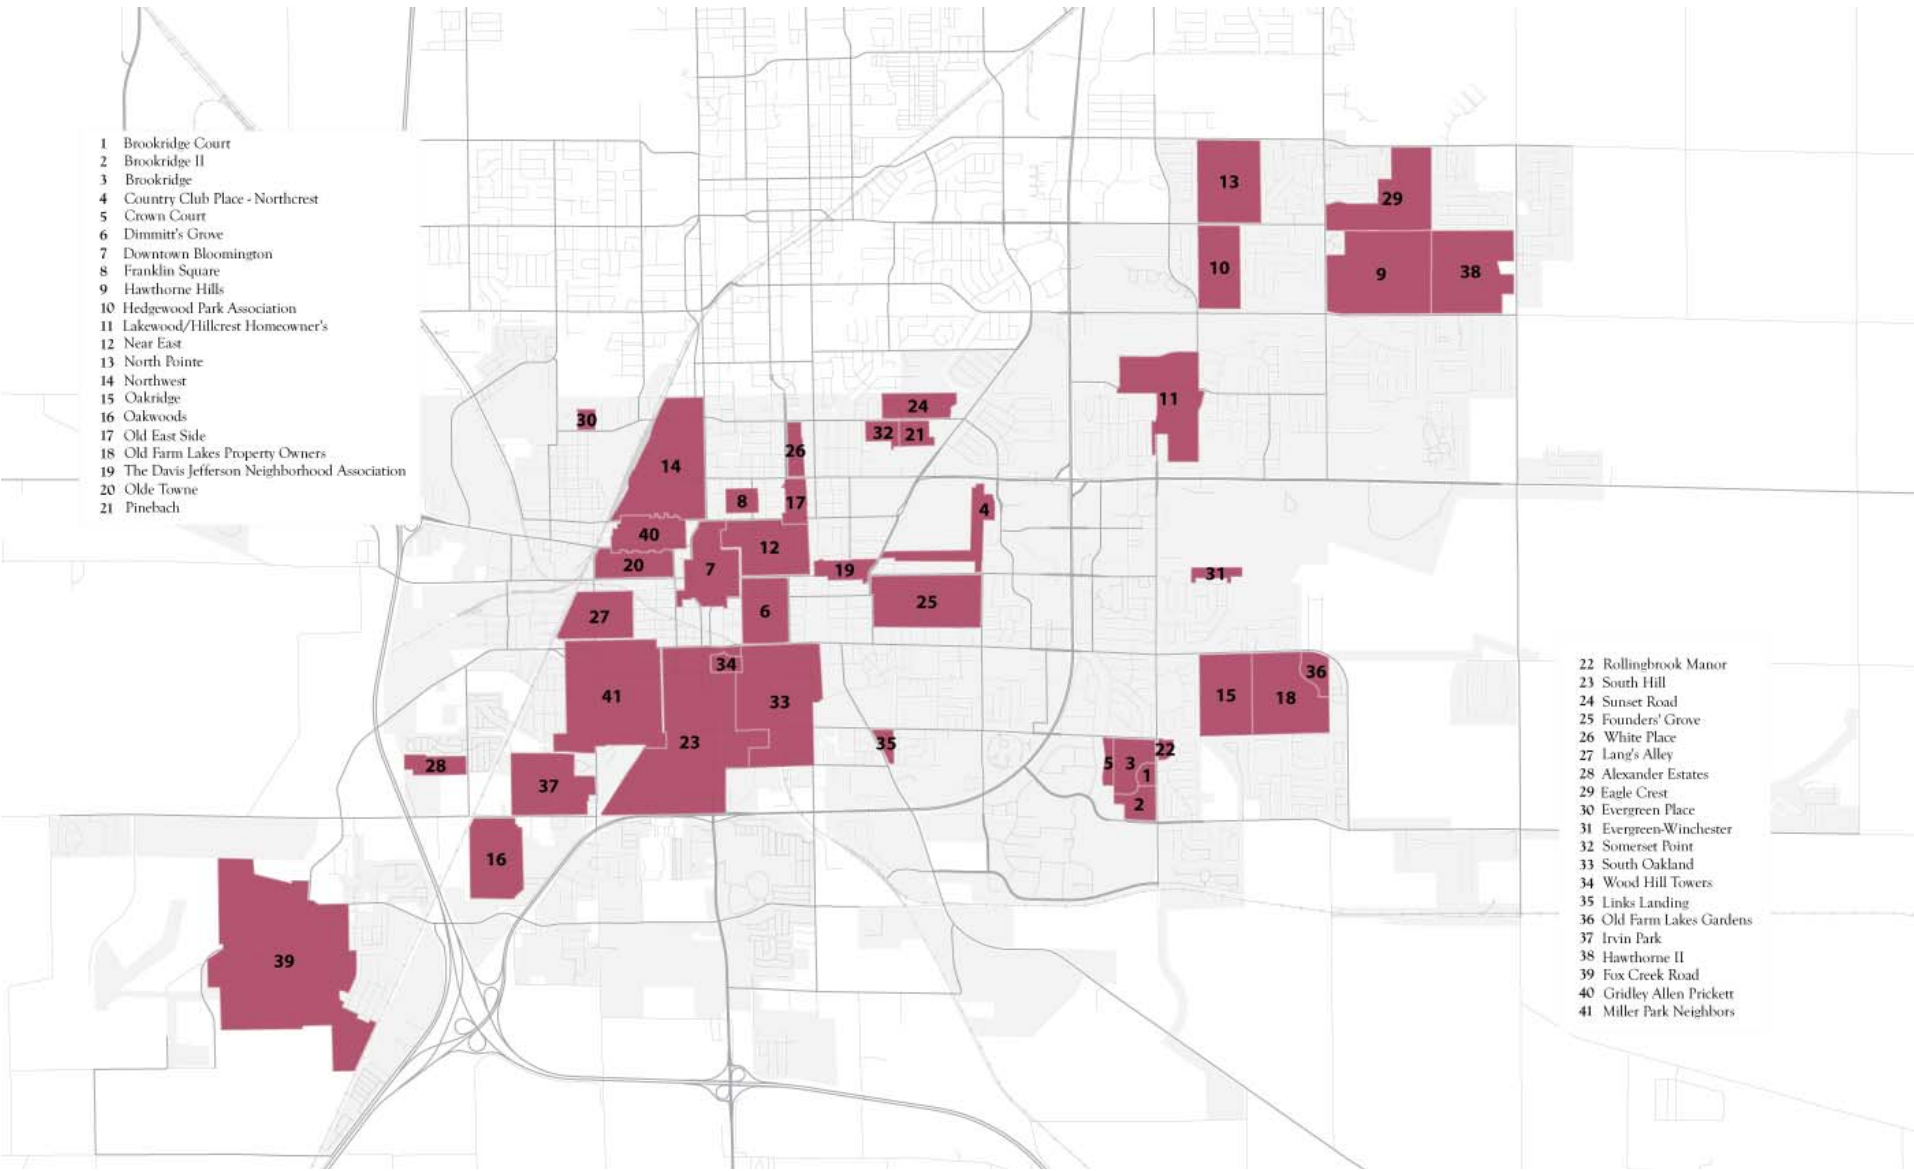 1 Brookridge Court
2 Brookridge II
3 Brookridge
4 Country Club Place - Northcrest
5 Crown Court
6 Dimmitt's Grove
7 Downtown Bloomington
8 Franklin Square
9 Hawthorne Hills
10 Hedgewood Park Association
11 Lakewood/Hillcrest Homeowner's
12 Near East
13 North Pointe
14 Northwest
15 Oakridge
16 Oakwoods
17 Old East Side
18 Old Farm Lakes Property Owners
19 The Davis Jefferson Neighborhood Association
20 Olde Towne
21 Pinebach
13
29
10
9
38
11
30
24
32 21
14
26
8
17
4
40
12
20
7
19
31
27
6
25
34
36
41
33
15
18
23
35
22
28
5
3
1
37
2
16
39
22 Rollingbrook Manor
23 South Hill
24 Sunset Road
25 Founders' Grove
26 White Place
27 Lang's Alley
28 Alexander Estates
29 Eagle Crest
30 Evergreen Place
31 Evergreen-Winchester
32 Somerset Point
33 South Oakland
34 Wood Hill Towers
35 Links Landing
36 Old Farm Lakes Gardens
37 Irvin Park
38 Hawthorne II
39 Fox Creek Road
40 Gridley Allen Prickett
41 Miller Park Neighbors